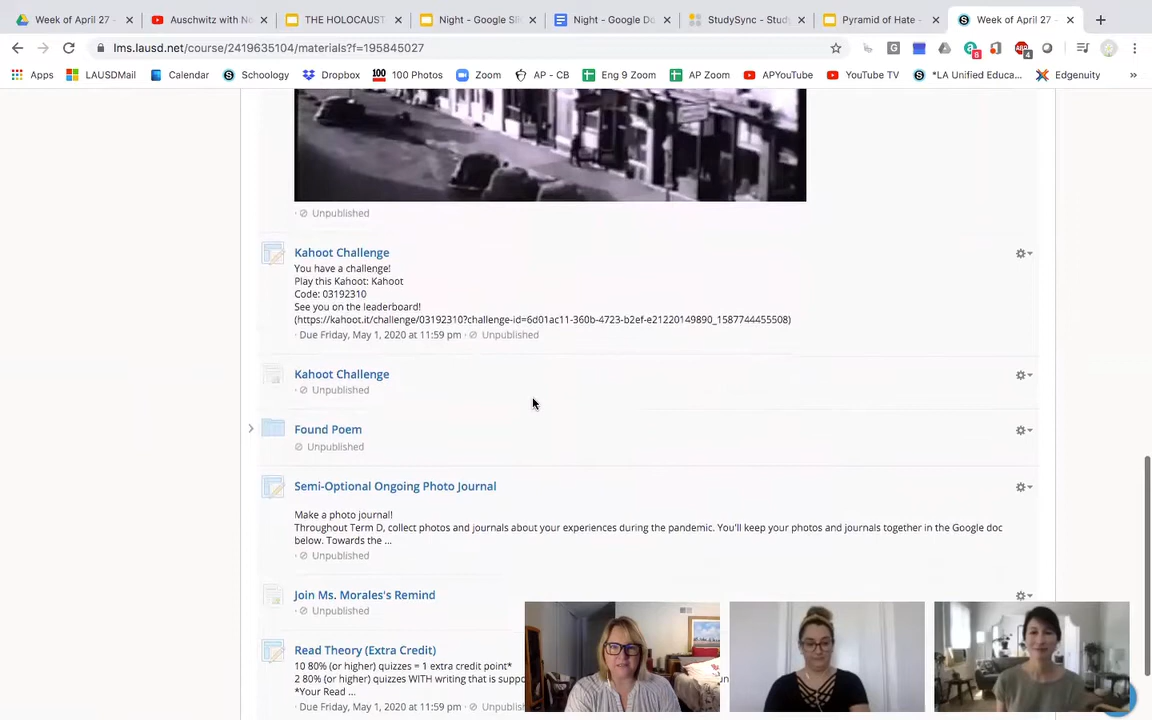 Week of April 27 -
Auschwitz with Ne
THE HOLOCAUST
Night - Google Sli
Night - Google Do
StudySync - Stud
Pyramid of Hate -
Week of April 27 -
lms.lausd.net/course/2419635104/materials?f=195845027
Apps
LAUSDMail
Calendar
Schoology
Dropbox
100 Photos
Zoom
AP - CB
Eng 9 Zoom
AP Zoom
APYouTube
YouTube TV
*LA Unified Educa...
Edgenuity
Unpublished
Kahoot Challenge
You have a challenge!
Play this Kahoot: Kahoot
Code: 03192310
See you on the leaderboard!
(https://kahoot.it/challenge/03192310?challenge-id=6d01ac11-360b-4723-b2ef-e21220149890_1587744455508)
· Due Friday, May 1, 2020 at 11:59 pm · Unpublished
Kahoot Challenge
· Unpublished
Found Poem
Unpublished
Semi-Optional Ongoing Photo Journal
Make a photo journal!
Throughout Term D, collect photos and journals about your experiences during the pandemic. You'll keep your photos and journals together in the Google doc
below. Towards the ...
· Unpublished
Join Ms. Morales's Remind
· Unpublished
Read Theory (Extra Credit)
10 80% (or higher) quizzes = 1 extra credit point*
2 80% (or higher) quizzes WITH writing that is suppo
*Your Read ...
· Due Friday, May 1, 2020 at 11:59 pm · Unpublis